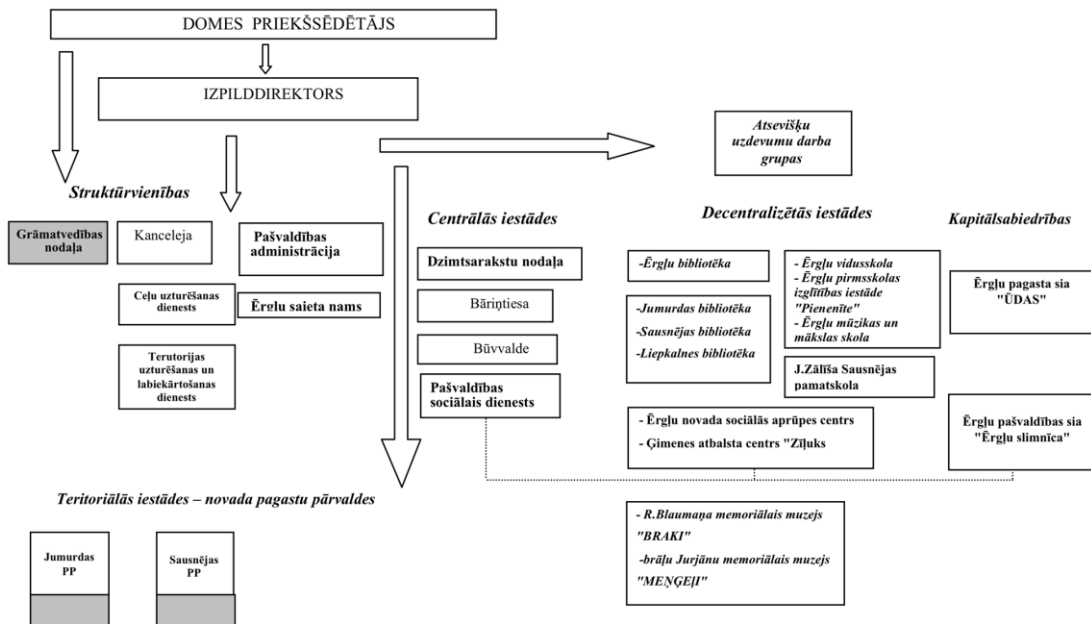 DOMES PRIEKŠSĒDĒTĀJS
IZPILDDIREKTORS
Atsevišķu
uzdevumu darba
grupas
Struktūrvienības
Grāmatvedības
nodaļa
Kanceleja
Pašvaldības
administrācija
Ceļu uzturēšanas
dienests
Ērgļu saieta nams
Terutorijas
uzturēšanas un
labiekārtošanas
dienests
Centrālās iestādes
Dzimtsarakstu nodaļa
Bāriņtiesa
Būvvalde
Pašvaldības
sociālais dienests
Decentralizētās iestādes
-Ērgļu bibliotēka
-Jumurdas bibliotēka
-Sausnējas bibliotēka
-Liepkalnes bibliotēka
- Ērgļu vidusskola
- Ērgļu pirmsskolas
izglītības iestāde
"Pienenīte"
- Ērgļu mūzikas un
mākslas skola
J.Zālīša Sausnējas
pamatskola
- Ērgļu novada sociālās aprūpes centrs
- Ģimenes atbalsta centrs "Zīļuks
- R.Blaumaņa memoriālais muzejs
"BRAKI"
-brāļu Jurjānu memoriālais muzejs
"MEŅĢEĻI"
Kapitālsabiedrības
Ērgļu pagasta sia
"ŪDAS"
Ērgļu pašvaldības sia
"Ērgļu slimnīca"
Teritoriālās iestādes – novada pagastu pārvaldes
Jumurdas
PP
Sausnējas
PP